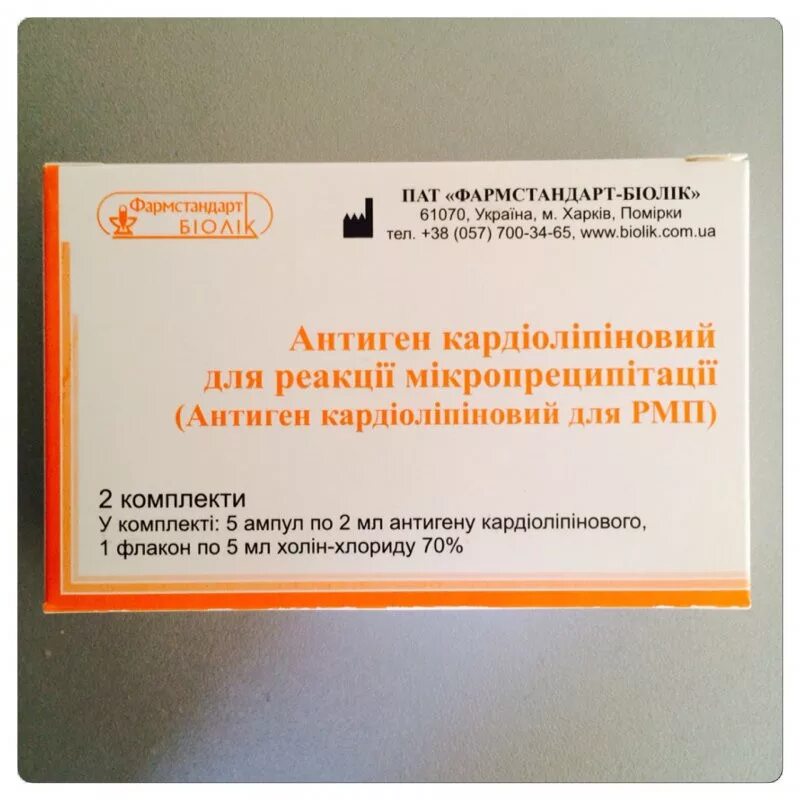 Фармстандарт
БІОЛІК
ПАТ «ФАРМСТАНДАРТ-БІОЛІК»
61070, Україна, м. Харків, Помірки
тел. +38 (057) 700-34-65, www.biolik.com.ua
Антиген кардіоліпіновий
для реакції мікропреципітації
(Антиген кардіоліпіновий для РМП)
2 комплекти
У комплекті: 5 ампул по 2 мл антигену кардіоліпінового,
1 флакон по 5 мл холін-хлориду 70%